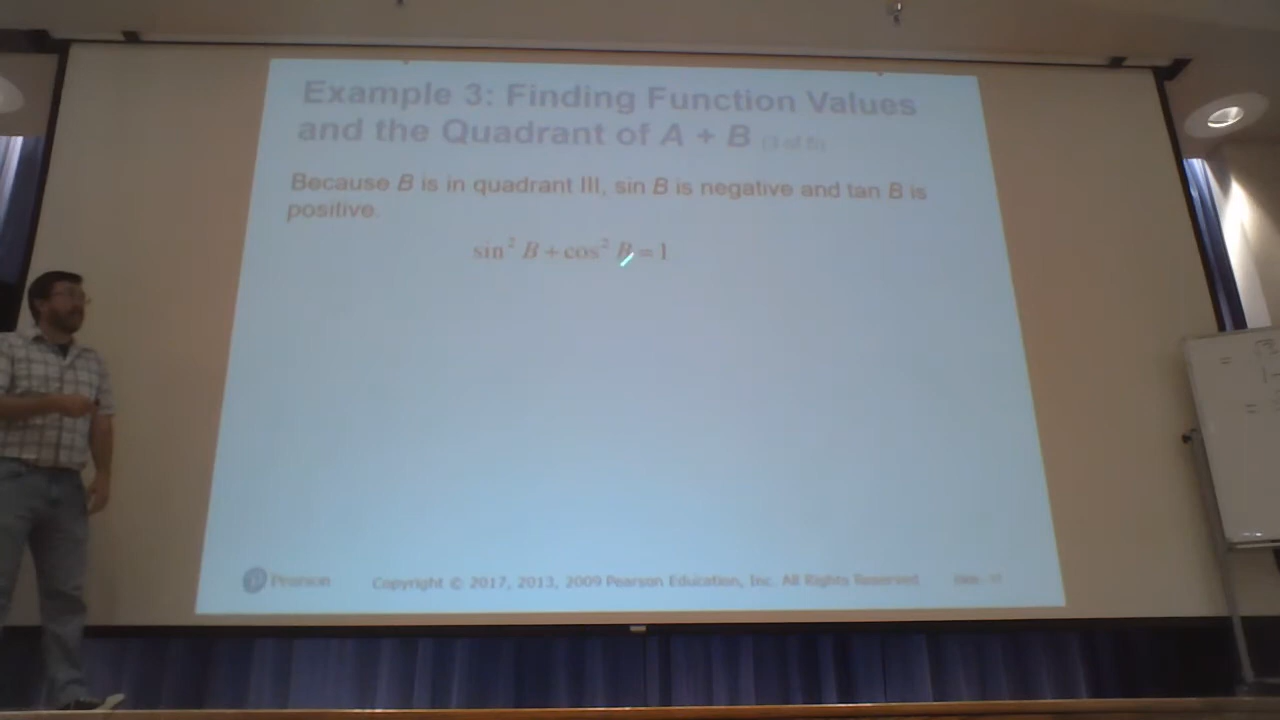 Example 3: Finding Function Values
and the Quadrant of A + B
Because B is in quadrant III, sin B is negative and tan B is
positive.
sin² B + cos² B = 1
Pearson
Copyright © 2017, 2013, 2009 Pearson Education, Inc. All Rights Reserved